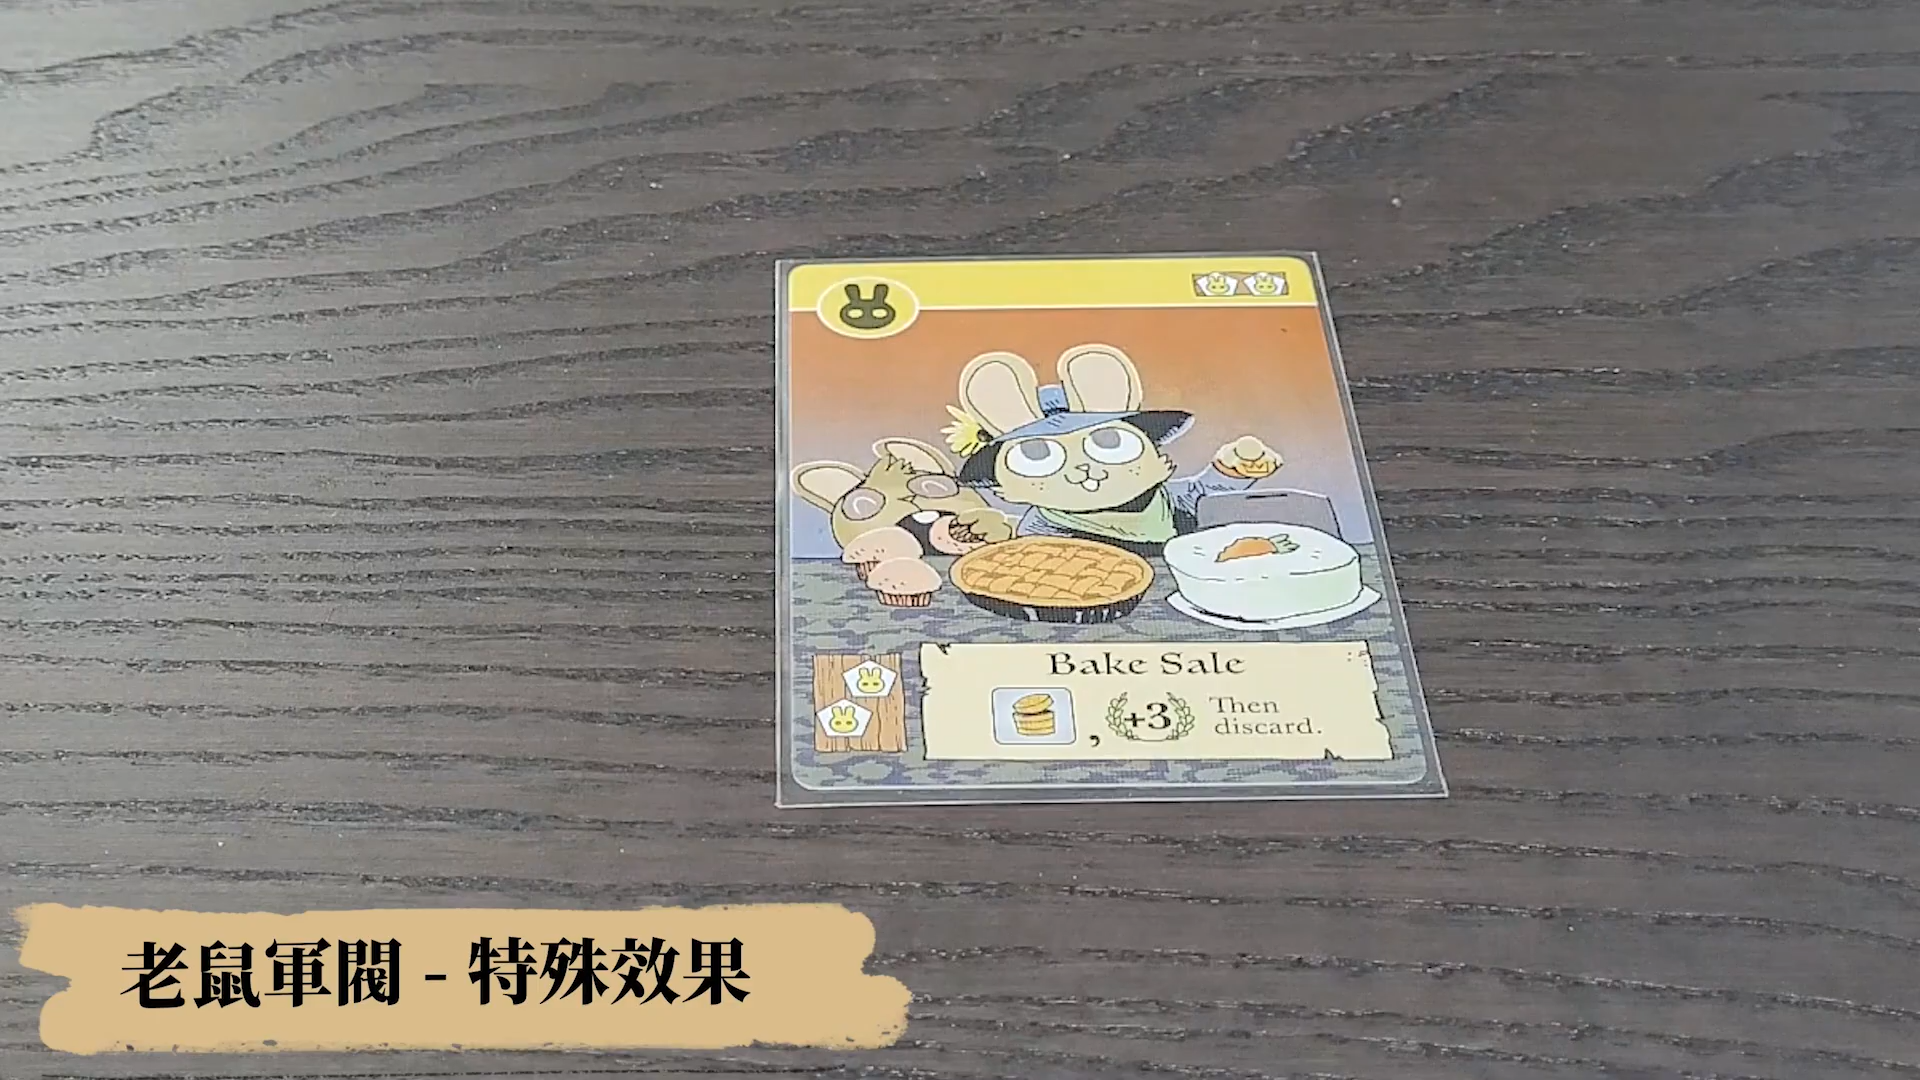 Bake Sale
, +3 Then
discard.
老鼠軍閥 - 特殊效果